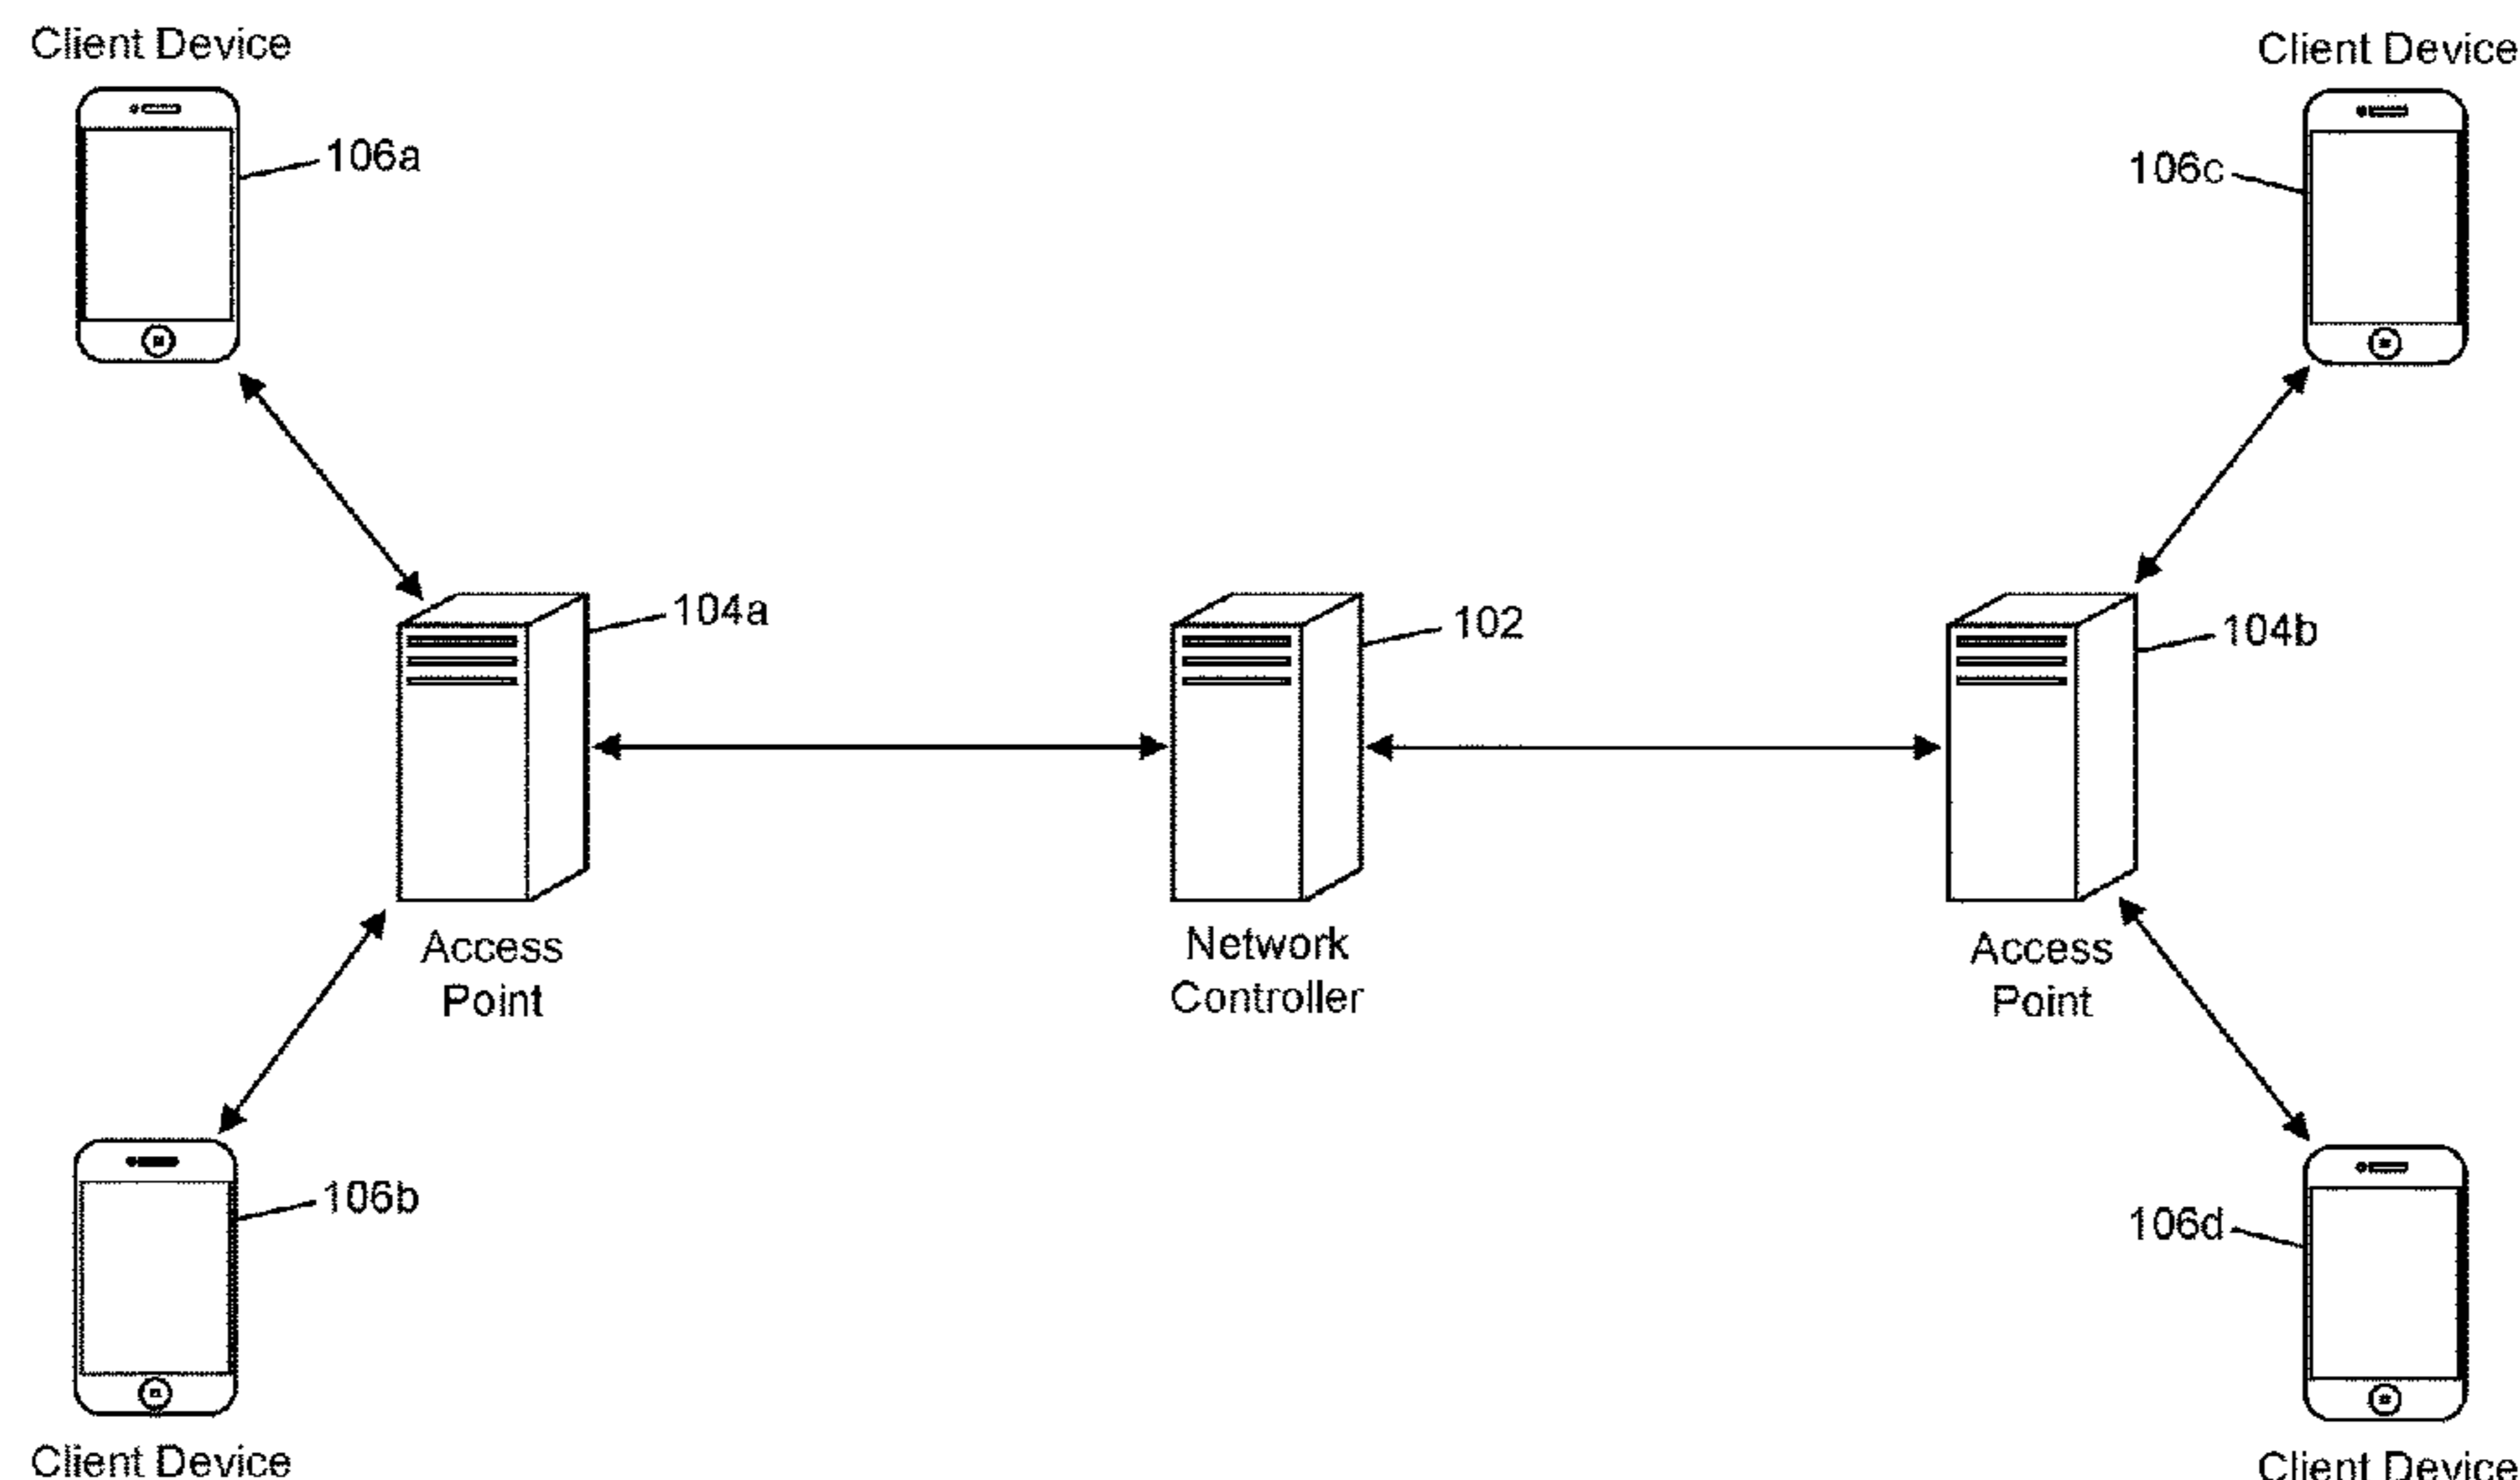 Client Device
Client Device
106a
106c
104a
102
104b
Access
Point
Network
Controller
Access
Point
106b
106d
Client Device
Client Device